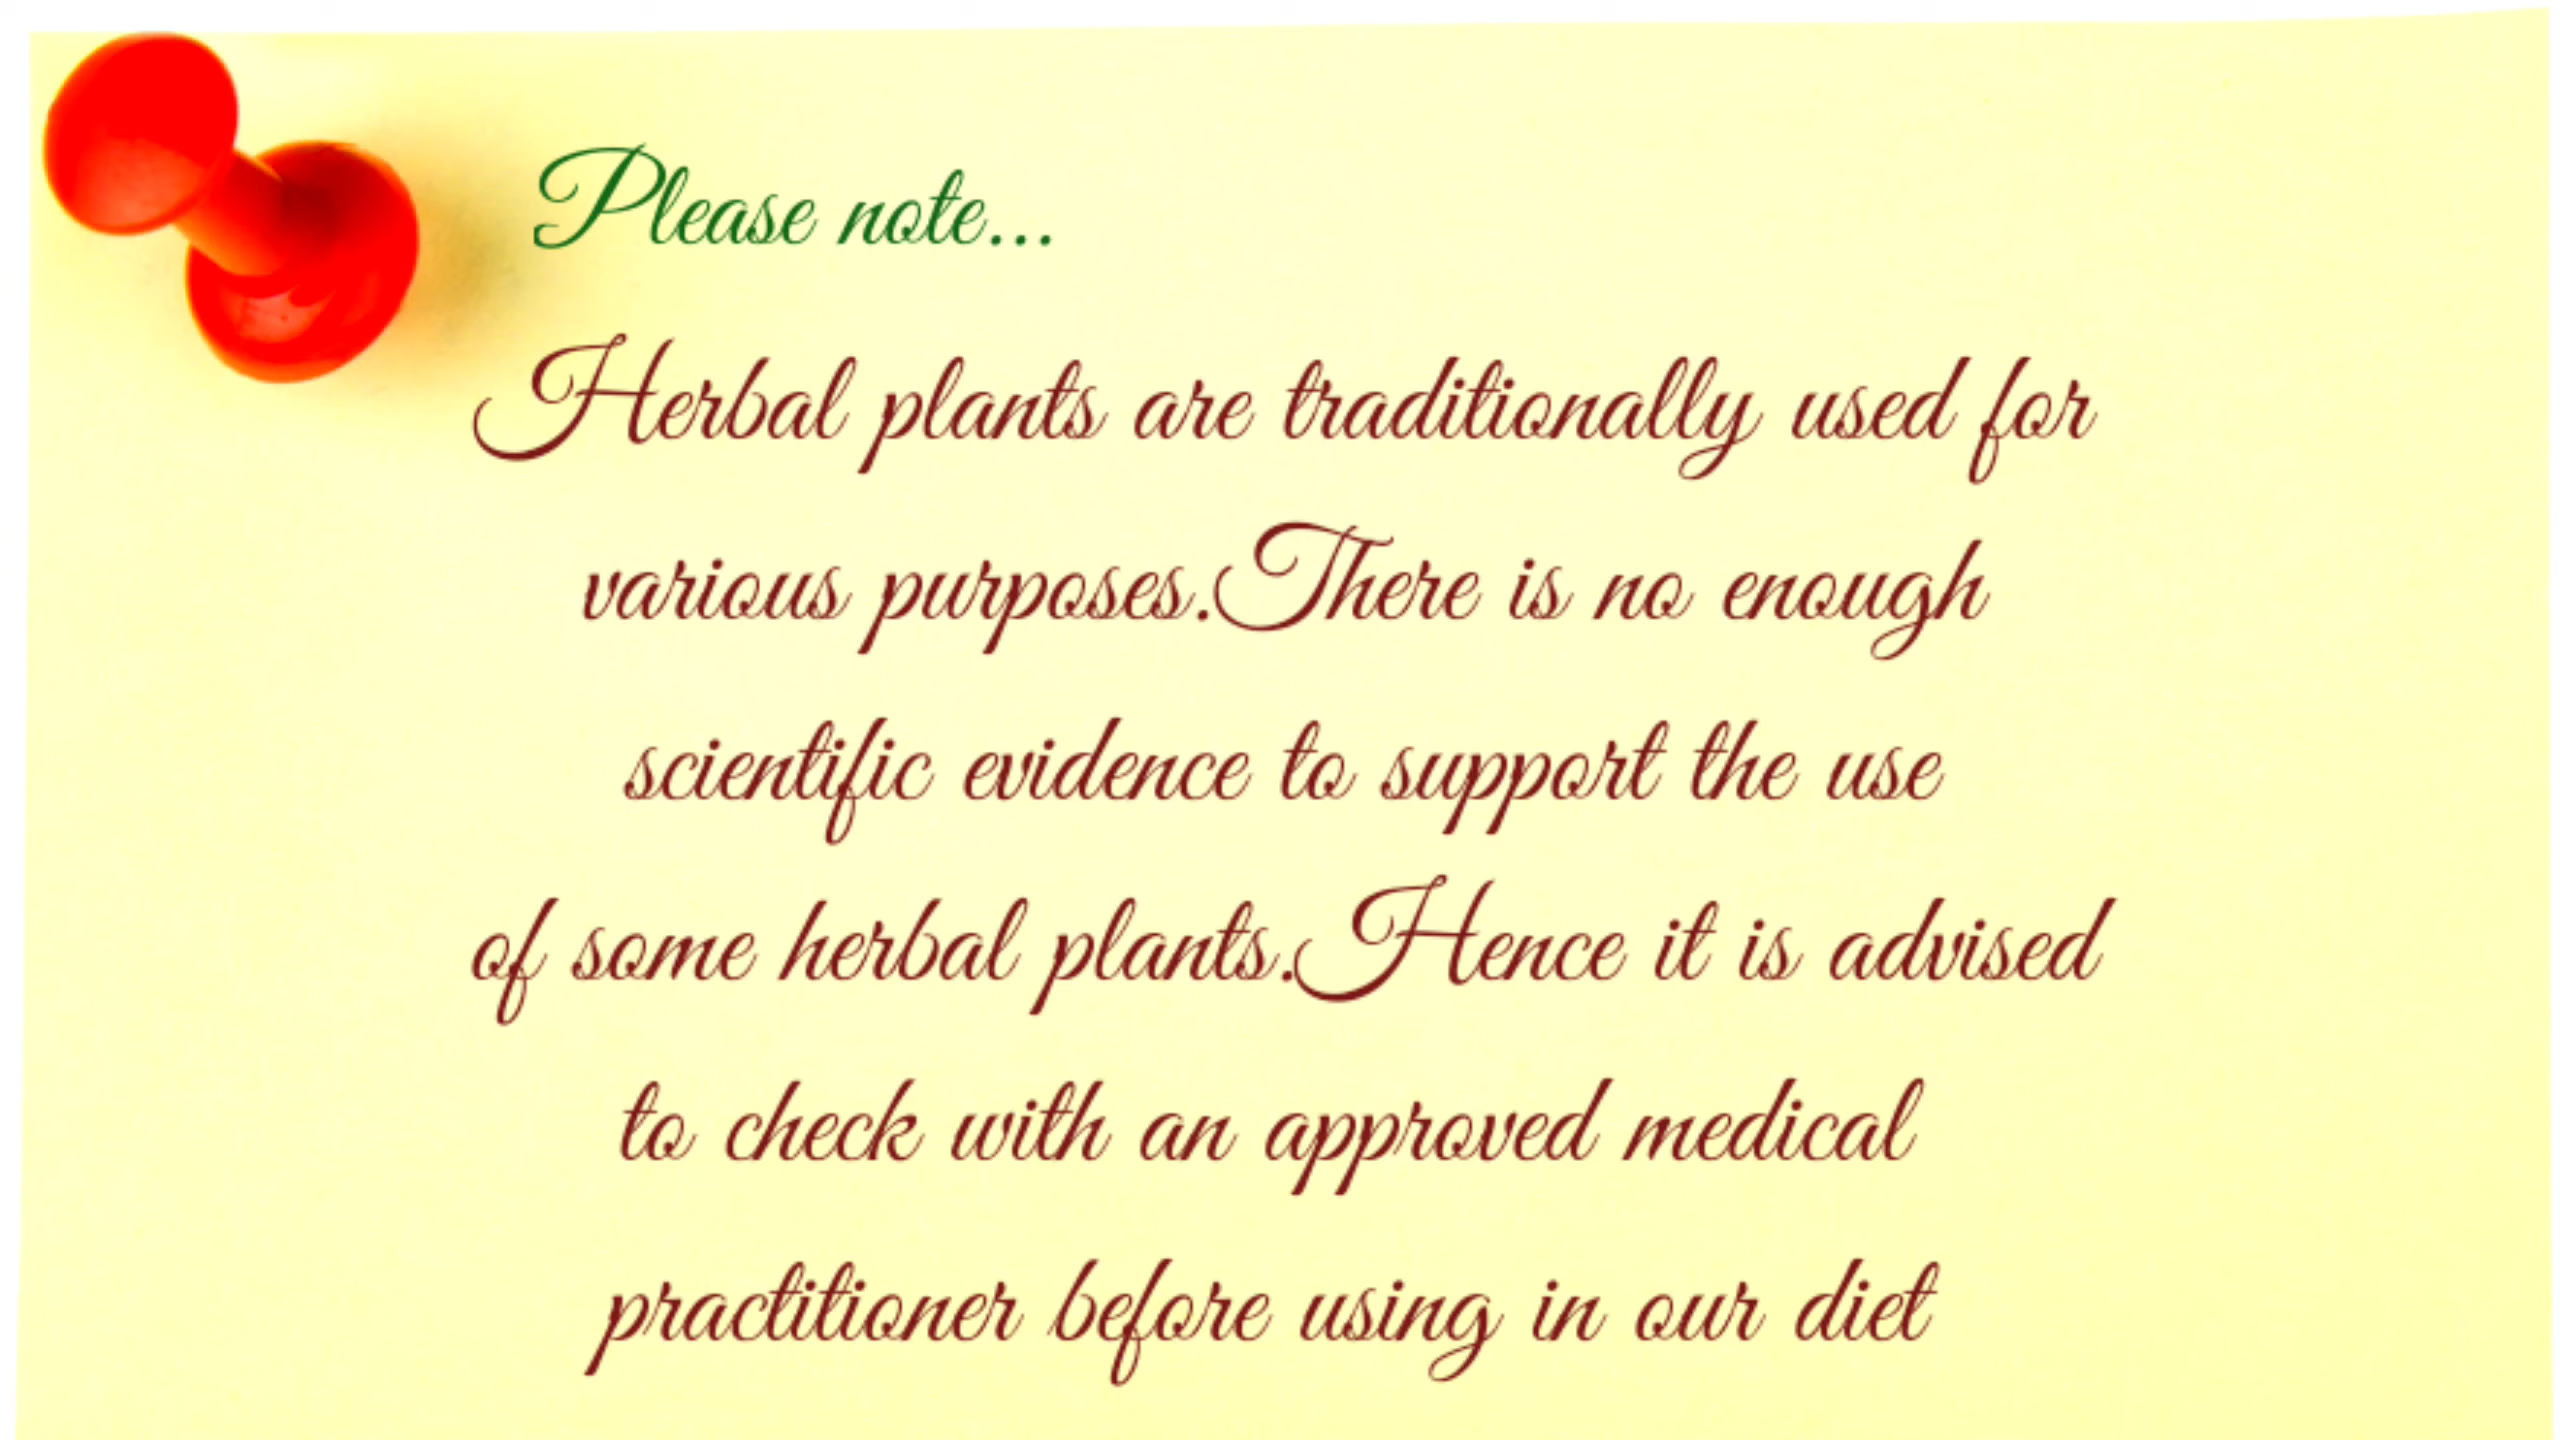 Please note...
Herbal plants are traditionally used for
various purposes.There is no enough
scientific evidence to support the use
of some herbal plants.Hence it is advised
to check with an approved medical
practitioner before using in our diet